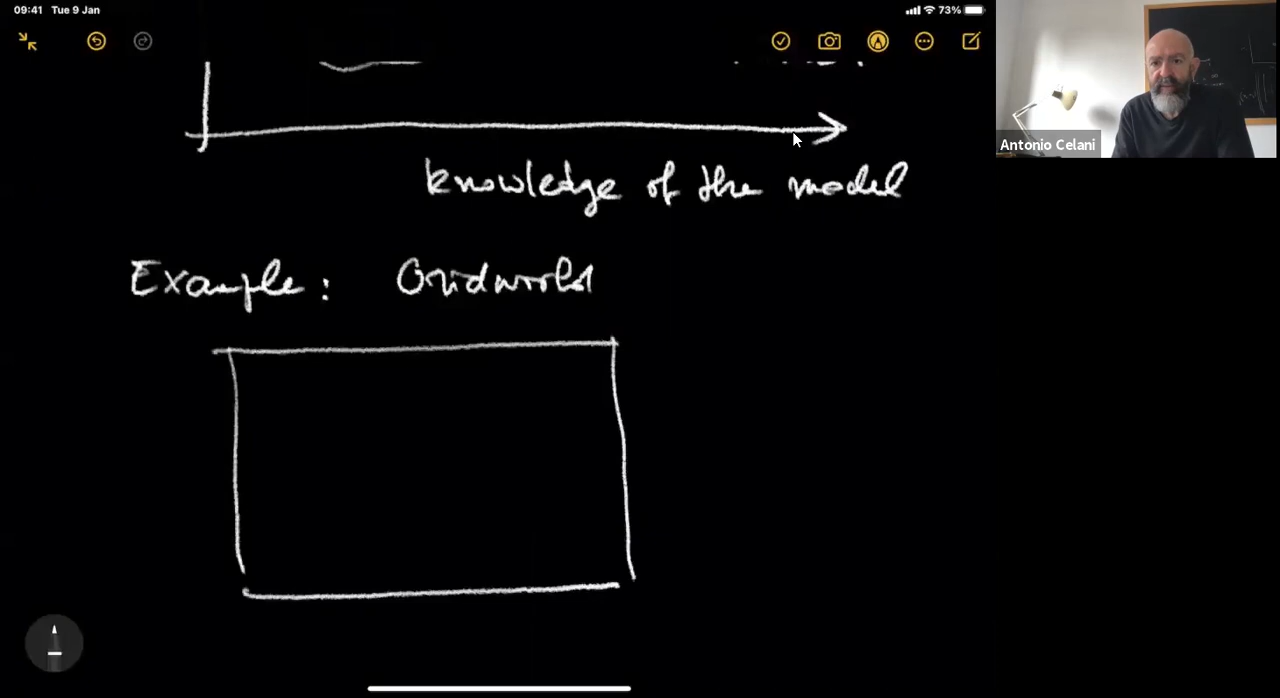 09:41 Tue 9 Jan 73%
Antonio Celani
knowledge of the model
Example: Gridworld